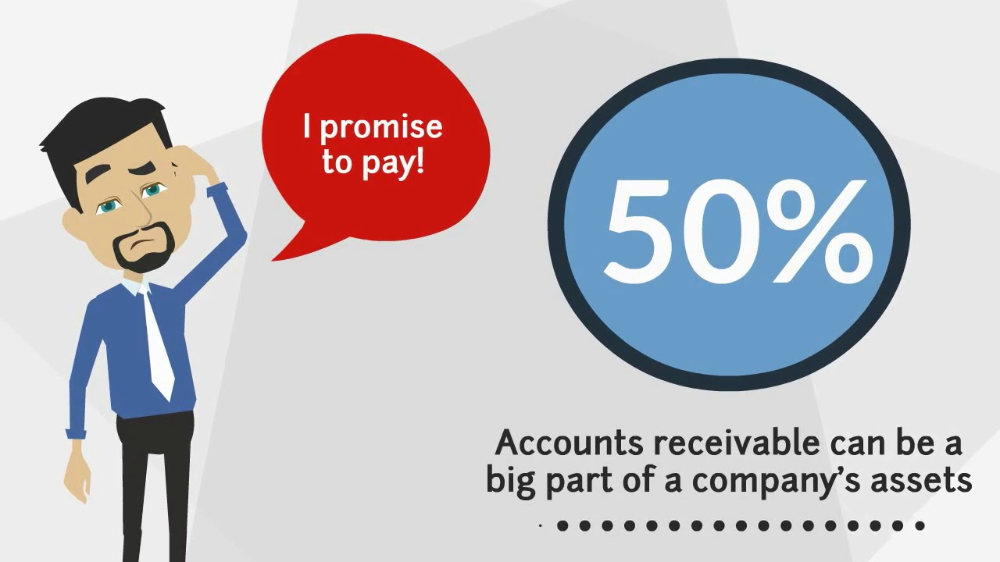 I promise
to pay!
50%
Accounts receivable can be a
big part of a company’s assets